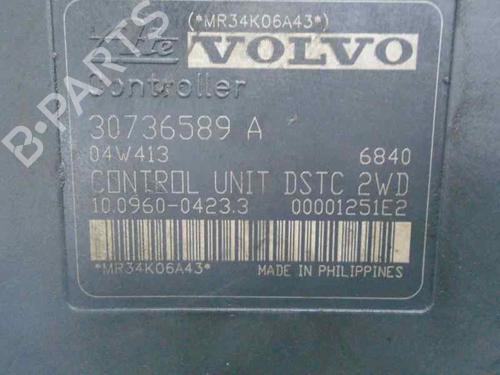 (*MR34K06A43*)
Ate VOLVO
Controller
30736589 A
04W413 6840
CONTROL UNIT DSTC 2WD
10.0960-0423.3 00001251E2
*MR34K06A43*
MADE IN PHILIPPINES
B-PARTS